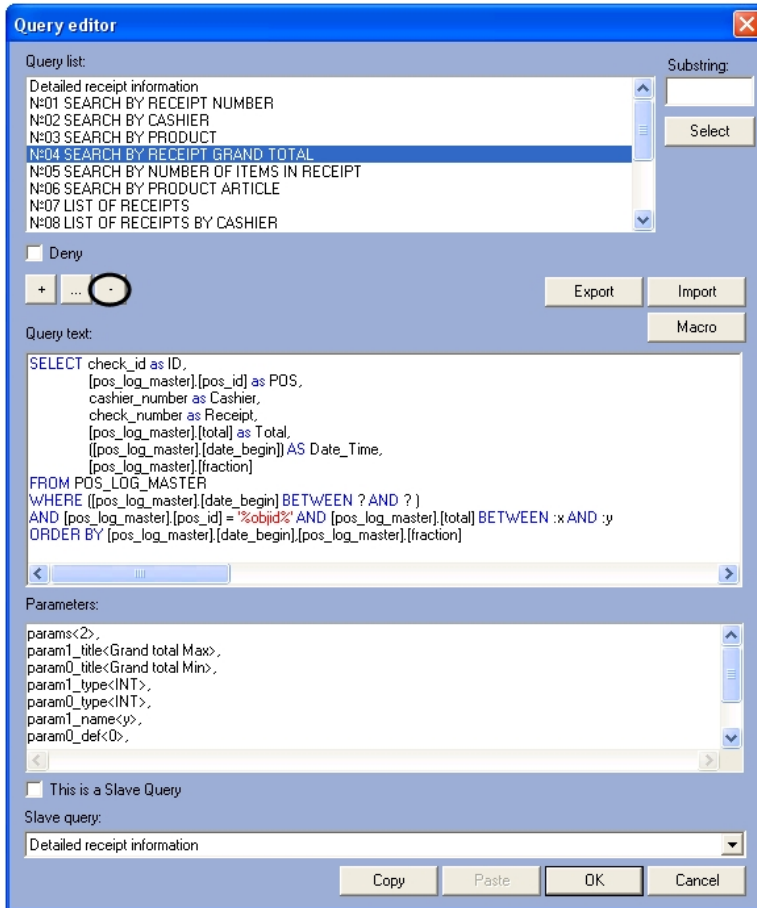 Query editor
Query list:
Substring:
Detailed receipt information
№01 SEARCH BY RECEIPT NUMBER
№02 SEARCH BY CASHIER
№03 SEARCH BY PRODUCT
№04 SEARCH BY RECEIPT GRAND TOTAL
№05 SEARCH BY NUMBER OF ITEMS IN RECEIPT
№06 SEARCH BY PRODUCT ARTICLE
№07 LIST OF RECEIPTS
№08 LIST OF RECEIPTS BY CASHIER
Select
Deny
+ ... -
Export Import
Macro
Query text:
SELECT check_id as ID,
[pos_log_master].[pos_id] as POS,
cashier_number as Cashier,
check_number as Receipt,
[pos_log_master].[total] as Total,
([pos_log_master].[date_begin]) AS Date_Time,
[pos_log_master].[fraction]
FROM POS_LOG_MASTER
WHERE ([pos_log_master].[date_begin] BETWEEN ? AND ? )
AND [pos_log_master].[pos_id] = '%objid%' AND [pos_log_master].[total] BETWEEN :x AND :y
ORDER BY [pos_log_master].[date_begin],[pos_log_master].[fraction]
Parameters:
params<2>,
param1_title<Grand total Max>,
param0_title<Grand total Min>,
param1_type<INT>,
param0_type<INT>,
param1_name<y>,
param0_def<0>,
This is a Slave Query
Slave query:
Detailed receipt information
Copy Paste OK Cancel